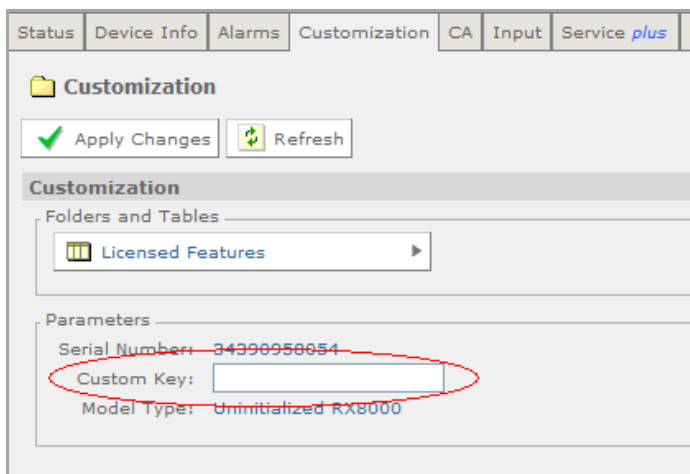 Status Device Info Alarms Customization CA Input Service plus
Customization
Apply Changes Refresh
Customization
Folders and Tables
Licensed Features
Parameters
Serial Number: 34390958054
Custom Key:
Model Type: Uninitialized RX8000